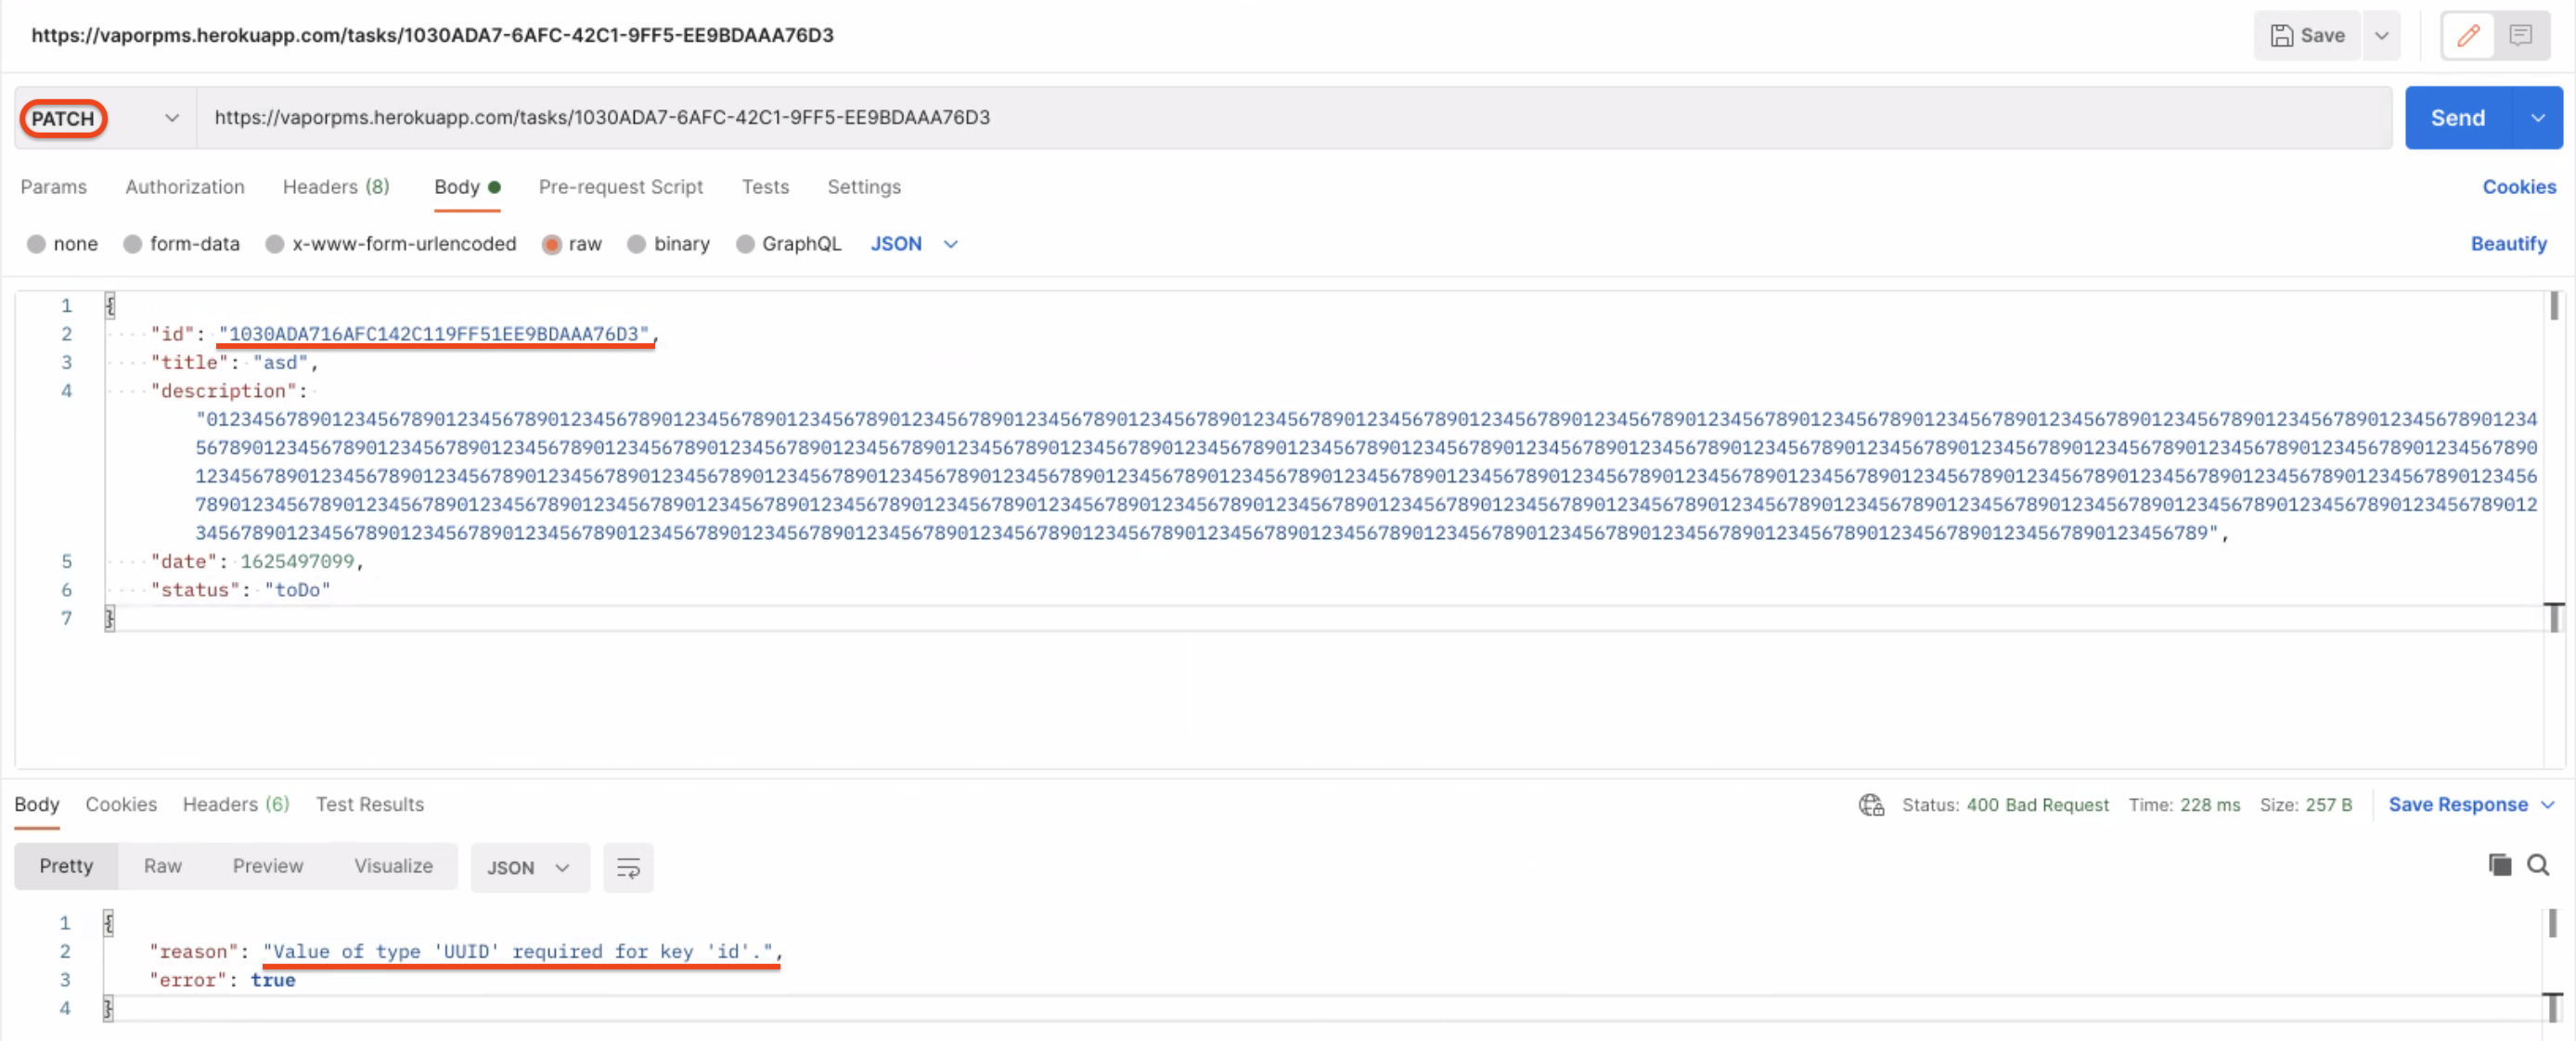 https://vaporpms.herokuapp.com/tasks/1030ADA7-6AFC-42C1-9FF5-EE9BDAAA76D3
Save
PATCH https://vaporpms.herokuapp.com/tasks/1030ADA7-6AFC-42C1-9FF5-EE9BDAAA76D3 Send
Params Authorization Headers (8) Body Pre-request Script Tests Settings Cookies
none form-data x-www-form-urlencoded raw binary GraphQL JSON Beautify
1 {
2 "id": "1030ADA716AFC142C119FF51EE9BDAAA76D3",
3 "title": "asd",
4 "description":
"0123456789012345678901234567890123456789012345678901234567890123456789012345678901234567890123456789012345678901234567890123456789012345678901234567890123456789012345678901234567890123456789012345678901234
56789012345678901234567890123456789012345678901234567890123456789012345678901234567890123456789012345678901234567890123456789012345678901234567890123456789012345678901234567890123456789012345678901234567890
12345678901234567890123456789012345678901234567890123456789012345678901234567890123456789012345678901234567890123456789012345678901234567890123456789012345678901234567890123456789012345678901234567890123456
78901234567890123456789012345678901234567890123456789012345678901234567890123456789012345678901234567890123456789012345678901234567890123456789012345678901234567890123456789012345678901234567890123456789012
345678901234567890123456789012345678901234567890123456789012345678901234567890123456789012345678901234567890123456789012345678901234567890123456789012345678901234567890123456789",
5 "date": 1625497099,
6 "status": "toDo"
7 }
Body Cookies Headers (6) Test Results Status: 400 Bad Request Time: 228 ms Size: 257 B Save Response
Pretty Raw Preview Visualize JSON
1 {
2 "reason": "Value of type 'UUID' required for key 'id'.",
3 "error": true
4 }